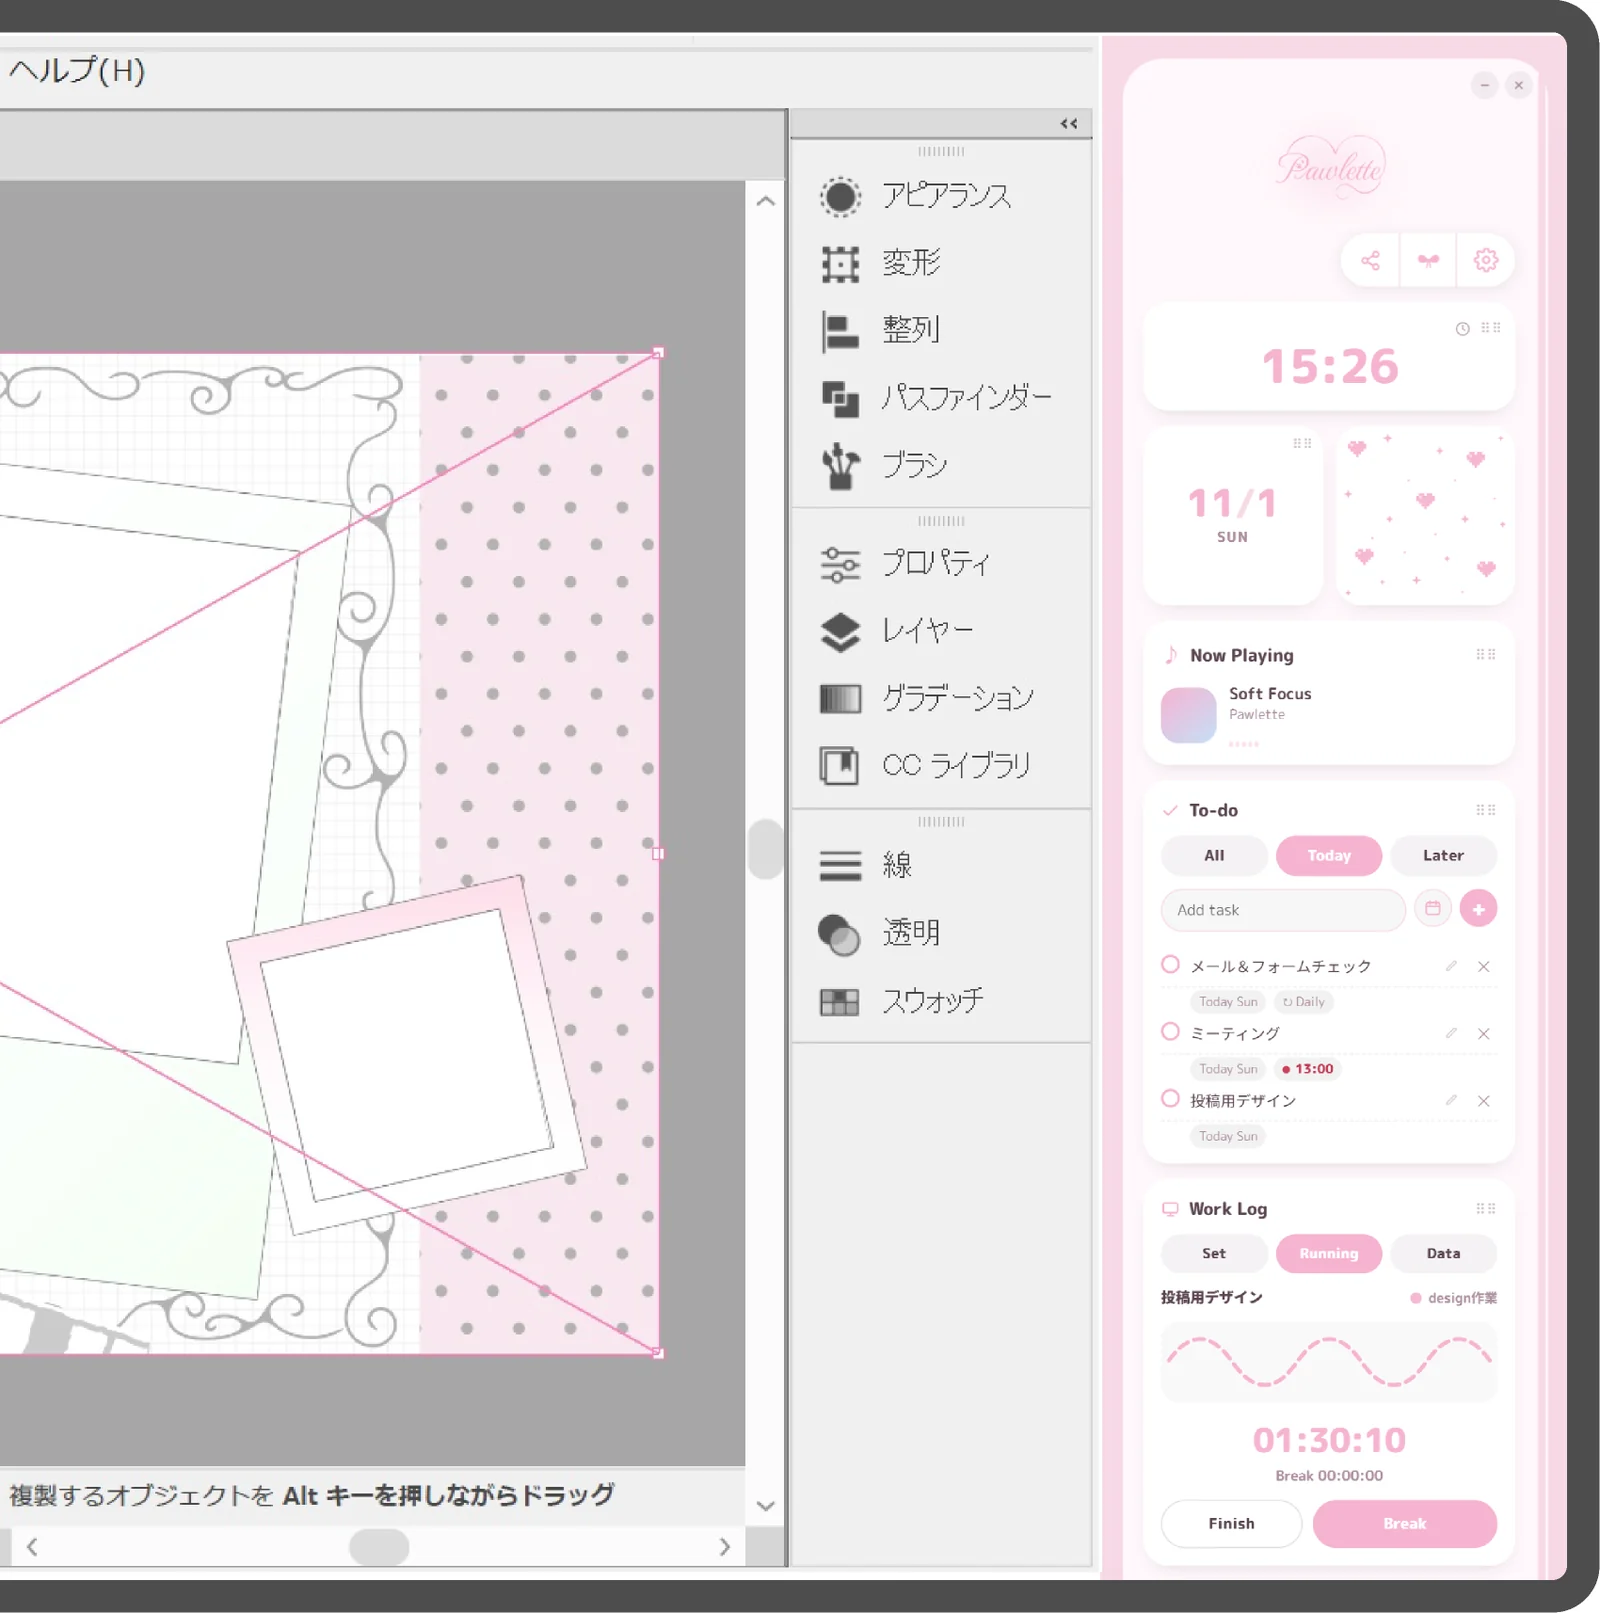 ヘルプ(H)
アピアランス
変形
整列
パスファインダー
ブラシ
プロパティ
レイヤー
グラデーション
CC ライブラリ
線
透明
スウォッチ
複製するオブジェクトを Alt キーを押しながらドラッグ
Pawlette
15:26
11/1
SUN
Now Playing
Soft Focus
Pawlette
To-do
All Today Later
Add task
メール＆フォームチェック
Today Sun ↻ Daily
ミーティング
Today Sun 13:00
投稿用デザイン
Today Sun
Work Log
Set Running Data
投稿用デザイン design作業
01:30:10
Break 00:00:00
Finish Break